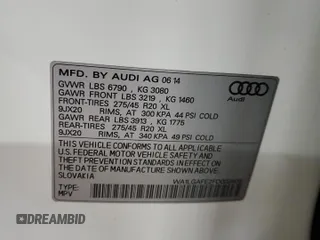 MFD. BY AUDI AG 06 14
GVWR LBS 6790 , KG 3080
GAWR FRONT LBS 3219 , KG 1460
FRONT-TIRES 275/45 R20 XL
9JX20 RIMS, AT 300 KPA 44 PSI COLD
GAWR REAR LBS 3913 , KG 1775
REAR-TIRES 275/45 R20 XL
9JX20 RIMS, AT 340 KPA 49 PSI COLD
Audi
THIS VEHICLE CONFORMS TO ALL APPLICABLE
U.S. FEDERAL MOTOR VEHICLE SAFETY AND
THEFT PREVENTION STANDARDS IN EFFECT ON THE
DATE OF MANUFACTURE SHOWN ABOVE.
SLOVAKIA
TYPE:
MPV
DREAMBID